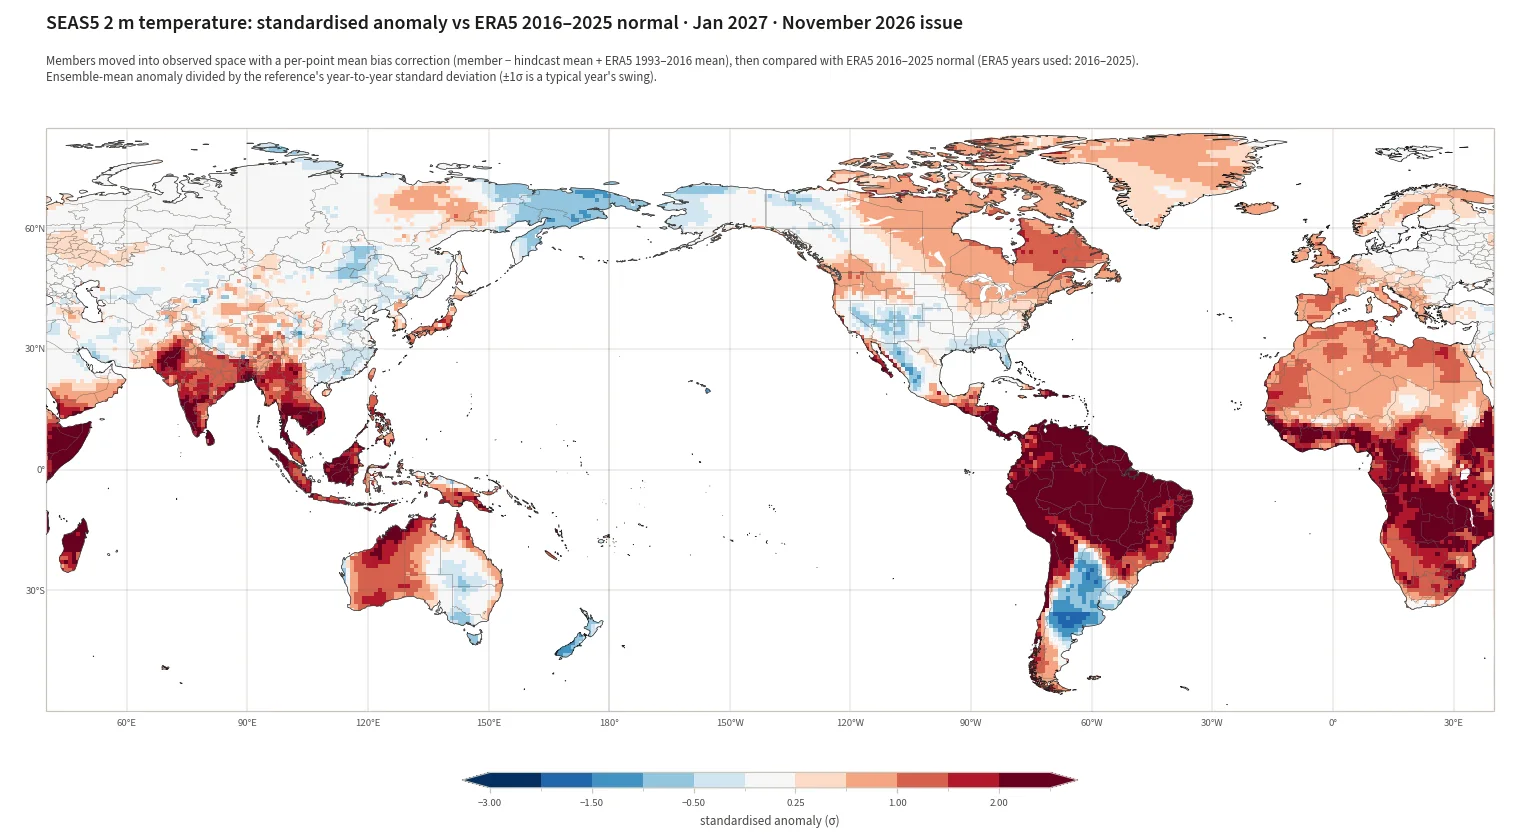 SEAS5 2 m temperature: standardised anomaly vs ERA5 2016–2025 normal · Jan 2027 · November 2026 issue
Members moved into observed space with a per-point mean bias correction (member − hindcast mean + ERA5 1993–2016 mean), then compared with ERA5 2016–2025 normal (ERA5 years used: 2016–2025).
Ensemble-mean anomaly divided by the reference's year-to-year standard deviation (±1σ is a typical year's swing).
60°N
30°N
0°
30°S
60°E 90°E 120°E 150°E 180° 150°W 120°W 90°W 60°W 30°W 0° 30°E
−3.00 −1.50 −0.50 0.25 1.00 2.00
standardised anomaly (σ)